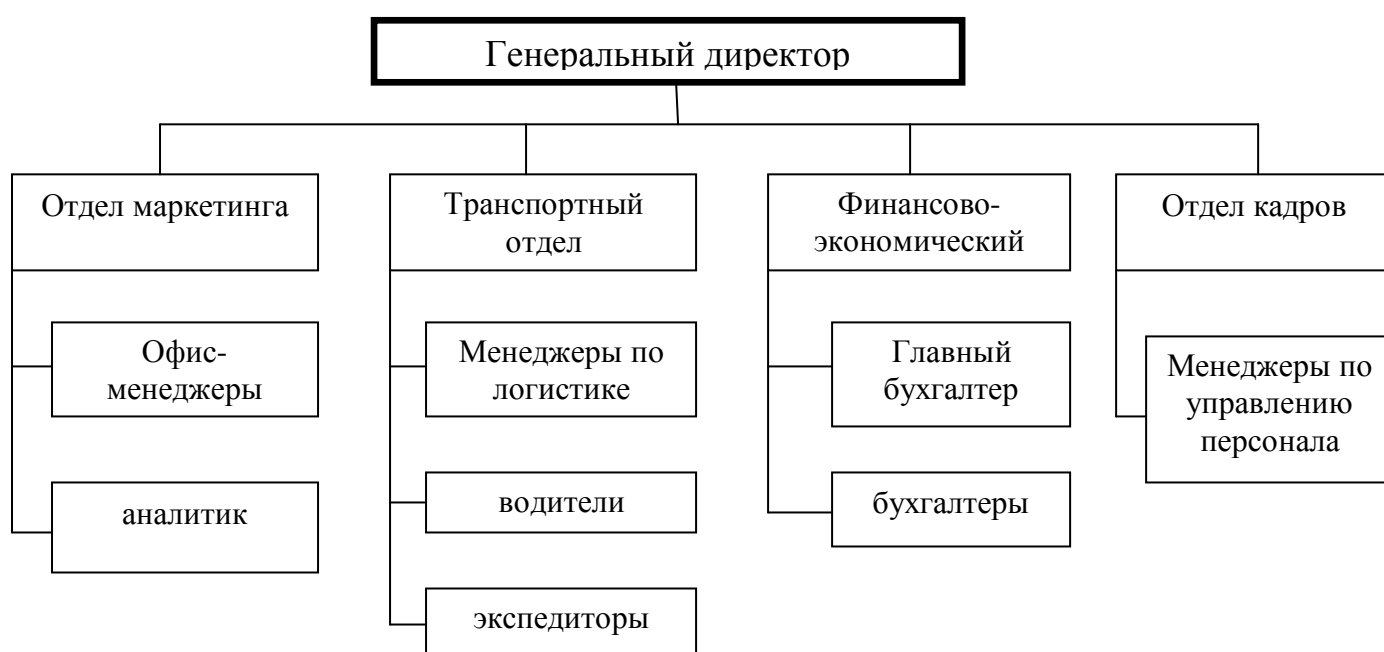 Генеральный директор
Отдел маркетинга
Транспортный
отдел
Финансово-
экономический
Отдел кадров
Офис-
менеджеры
Менеджеры по
логистике
Главный
бухгалтер
Менеджеры по
управлению
персонала
аналитик
водители
бухгалтеры
экспедиторы